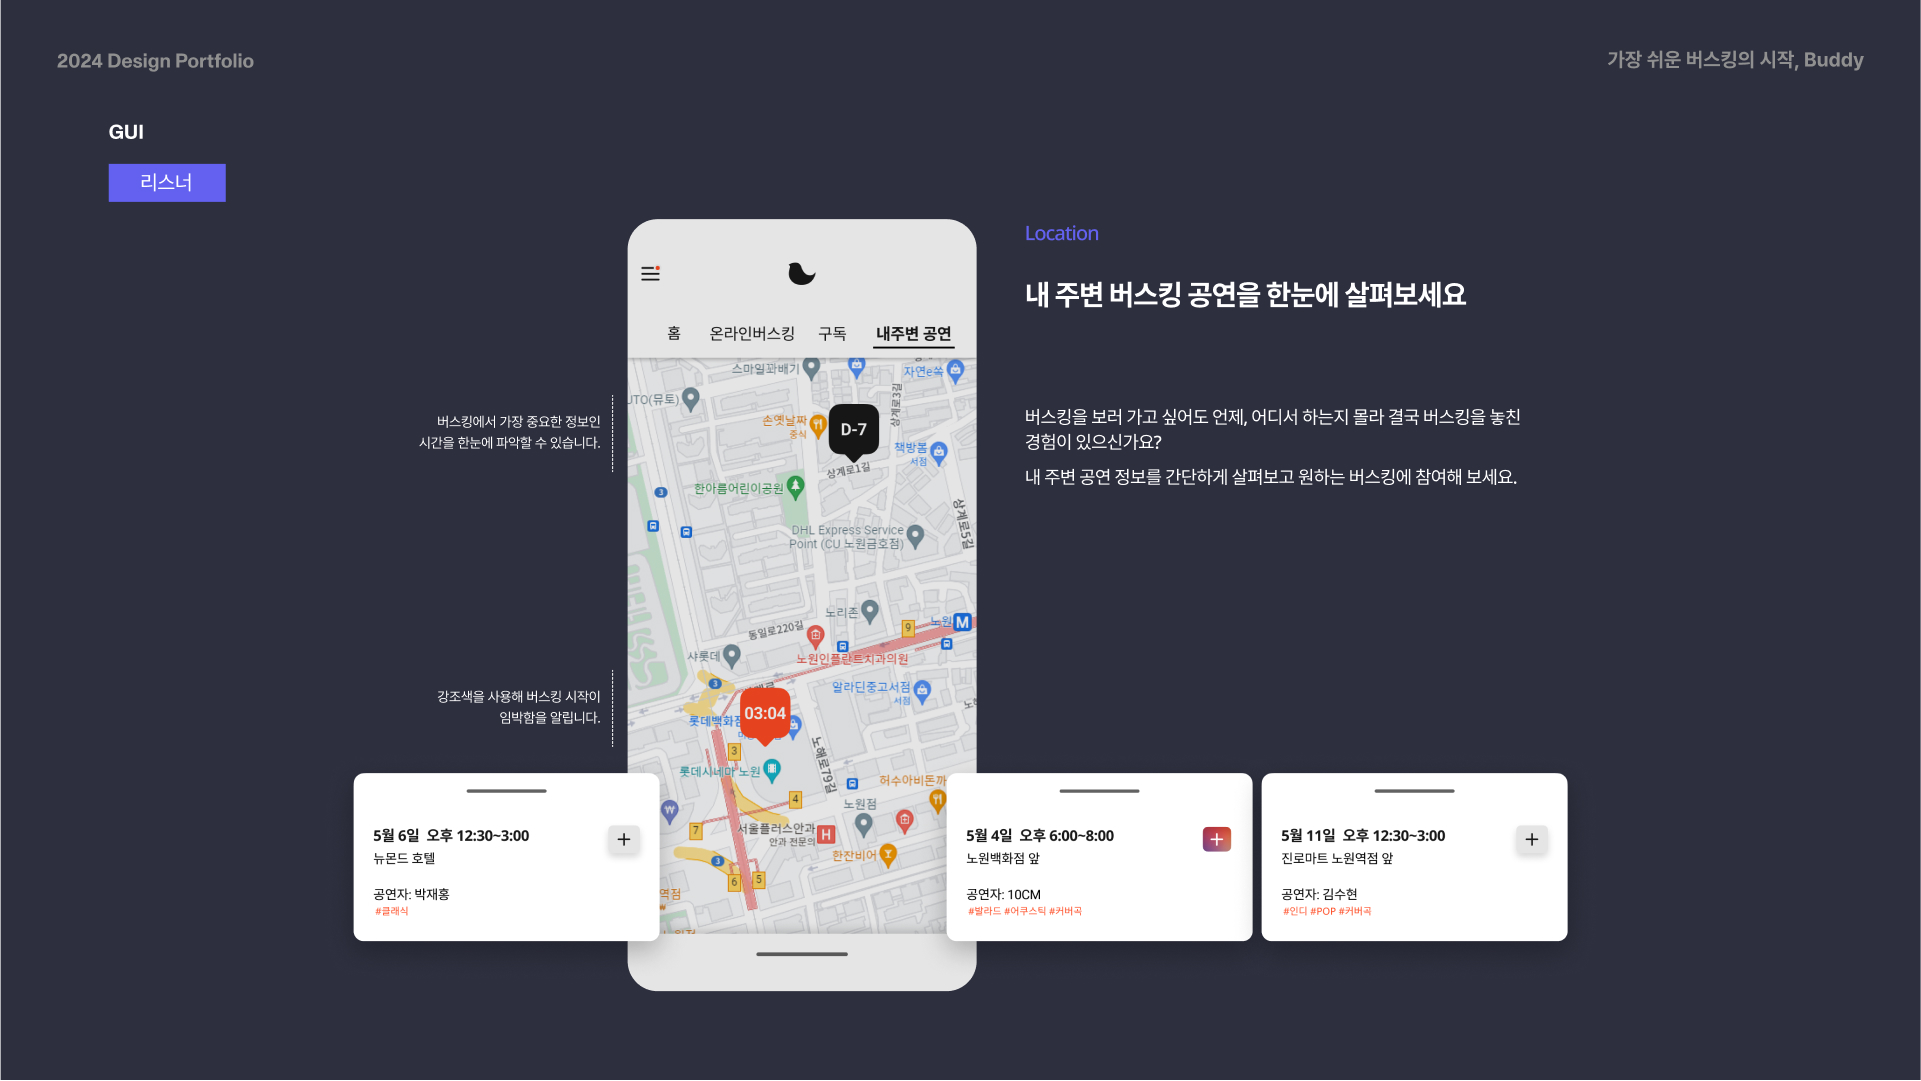 2024 Design Portfolio
가장 쉬운 버스킹의 시작, Buddy
GUI
리스너
Location
내 주변 버스킹 공연을 한눈에 살펴보세요
버스킹을 보러 가고 싶어도 언제, 어디서 하는지 몰라 결국 버스킹을 놓친
경험이 있으신가요?
내 주변 공연 정보를 간단하게 살펴보고 원하는 버스킹에 참여해 보세요.
버스킹에서 가장 중요한 정보인
시간을 한눈에 파악할 수 있습니다.
강조색을 사용해 버스킹 시작이
임박함을 알립니다.
홈 온라인버스킹 구독 내주변 공연
스마일꽈배기
자연e쏙
UTO(뮤토)
상계로3길
손옛날짜
중식
D-7
책방봄
서점
상계로1길
한아름어린이공원
3
상계로5길
DHL Express Service
Point (CU 노원금호점)
노리존
동일로220길
9
노원
M
샤롯데
노원인플란트치과의원
3
알라딘중고서점
서점
03:04
롯데백화점
3
노해로79길
롯데시네마 노원
허수아비돈까
4
노원점
7
서울플러스안과
안과 전문의
H
한잔비어
3
6
5
역점
5월 6일 오후 12:30~3:00
뉴몬드 호텔
공연자: 박재홍
#클래식
5월 4일 오후 6:00~8:00
노원백화점 앞
공연자: 10CM
#발라드 #어쿠스틱 #커버곡
5월 11일 오후 12:30~3:00
진로마트 노원역점 앞
공연자: 김수현
#인디 #POP #커버곡